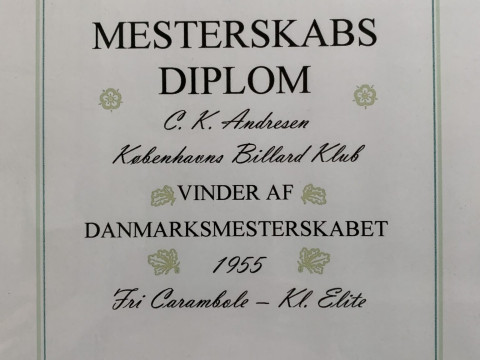 MESTERSKABS
DIPLOM
C. K. Andresen
Københavns Billard Klub
VINDER AF
DANMARKSMESTERSKABET
1955
Fri Carambole – Kl. Elite